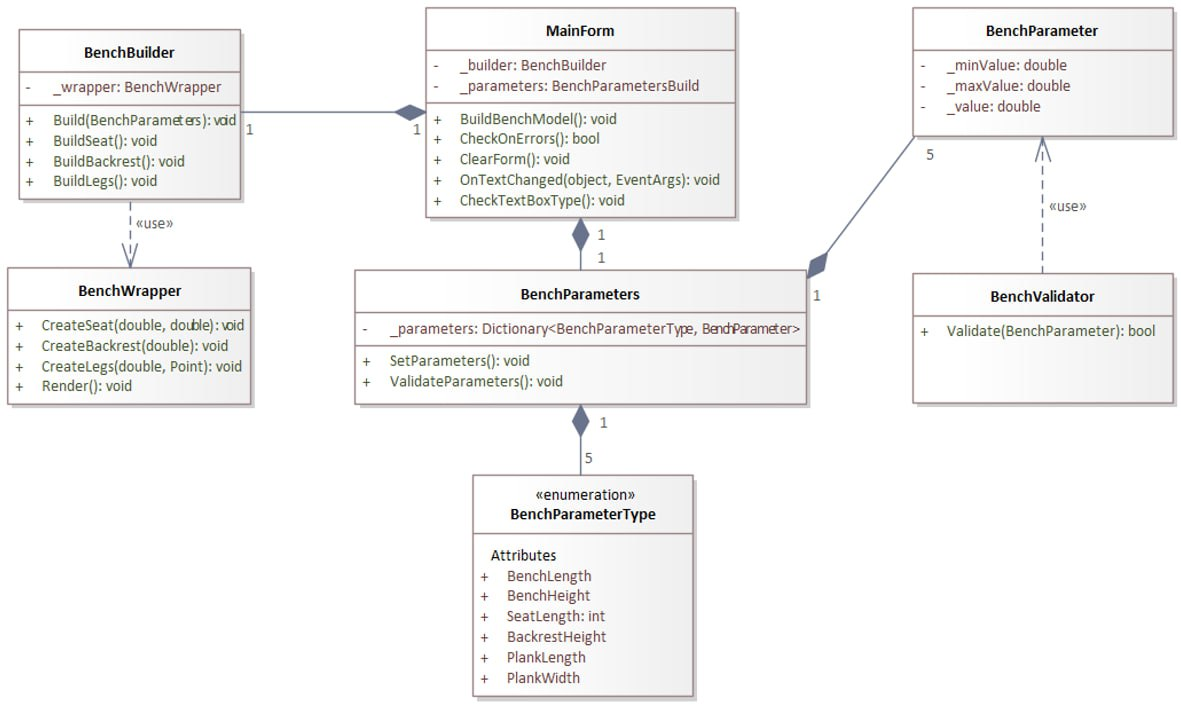 BenchBuilder
- _wrapper: BenchWrapper
+ Build(BenchParameters): void
+ BuildSeat(): void
+ BuildBackrest(): void
+ BuildLegs(): void
1
1
MainForm
- _builder: BenchBuilder
- _parameters: BenchParametersBuild
+ BuildBenchModel(): void
+ CheckOnErrors(): bool
+ ClearForm(): void
+ OnTextChanged(object, EventArgs): void
+ CheckTextBoxType(): void
BenchParameter
- _minValue: double
- _maxValue: double
- _value: double
5
«use»
«use»
1
1
BenchWrapper
+ CreateSeat(double, double): void
+ CreateBackrest(double): void
+ CreateLegs(double, Point): void
+ Render(): void
BenchParameters
- _parameters: Dictionary<BenchParameterType, BenchParameter>
+ SetParameters(): void
+ ValidateParameters(): void
1
BenchValidator
+ Validate(BenchParameter): bool
1
5
«enumeration»
BenchParameterType
Attributes
+ BenchLength
+ BenchHeight
+ SeatLength: int
+ BackrestHeight
+ PlankLength
+ PlankWidth